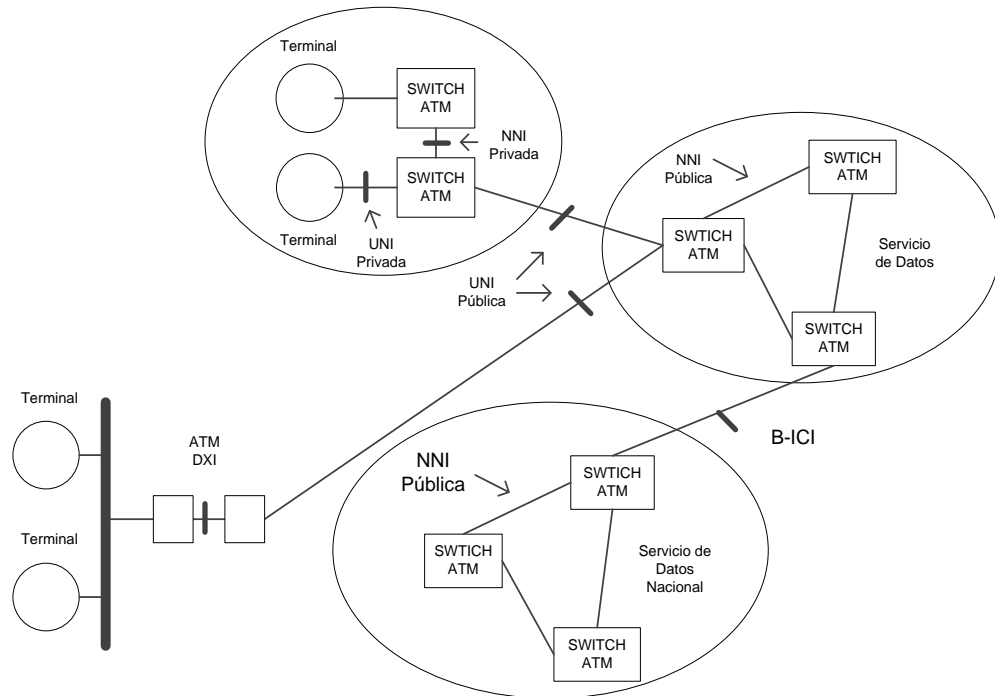 Terminal
SWITCH
ATM
NNI
Privada
SWITCH
ATM
Terminal
UNI
Privada
UNI
Pública
NNI
Pública
SWTICH
ATM
SWTICH
ATM
Servicio
de Datos
SWITCH
ATM
B-ICI
Terminal
ATM
DXI
Terminal
NNI
Pública
SWTICH
ATM
SWTICH
ATM
Servicio de
Datos
Nacional
SWITCH
ATM